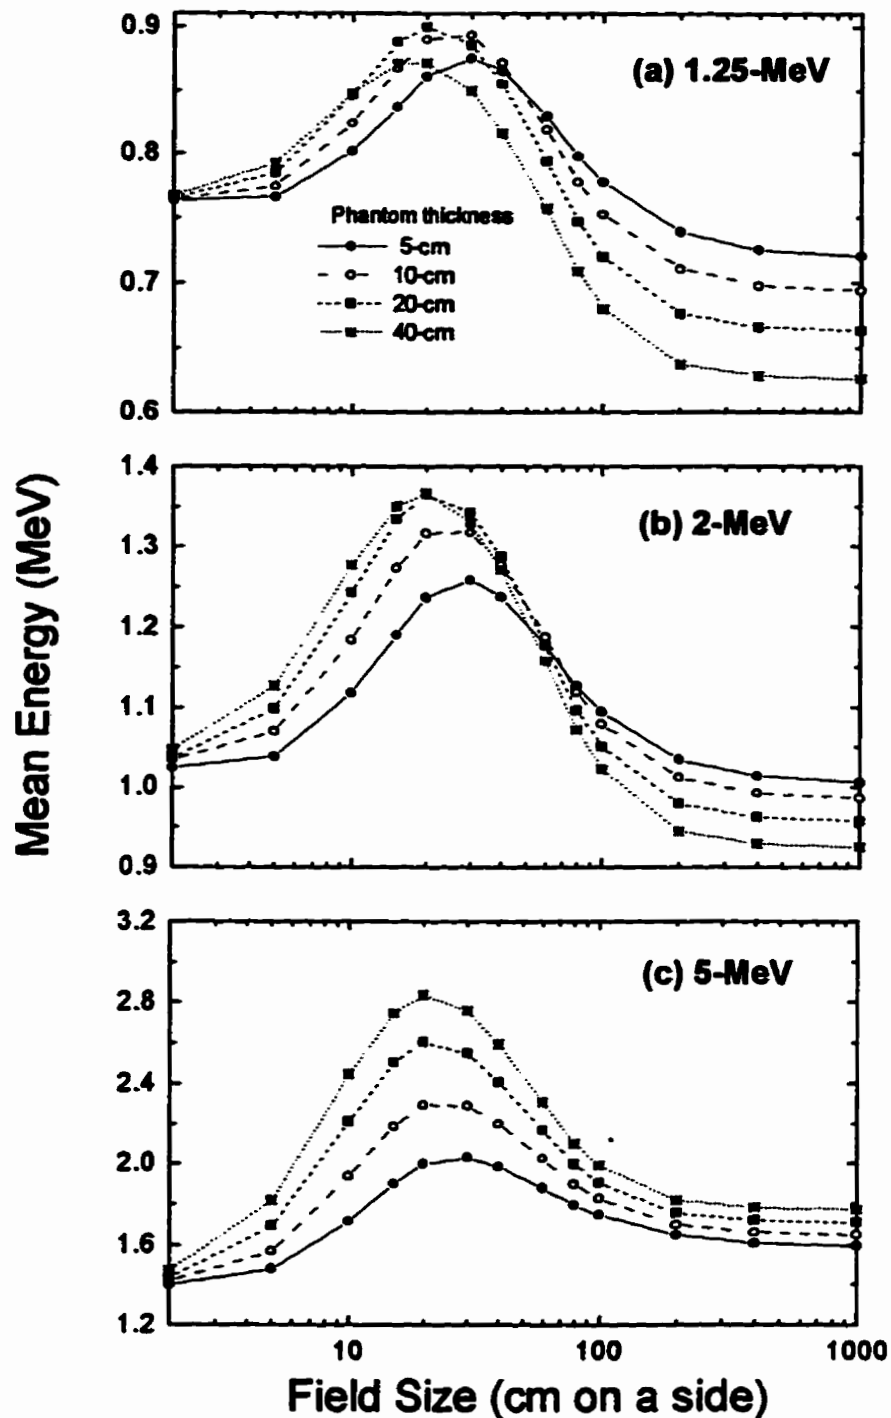 Mean Energy (MeV)
0.9
0.8
0.7
0.6
(a) 1.25-MeV
Phantom thickness
5-cm
10-cm
20-cm
40-cm
1.4
1.3
1.2
1.1
1.0
0.9
(b) 2-MeV
3.2
2.8
2.4
2.0
1.6
1.2
(c) 5-MeV
10 100 1000
Field Size (cm on a side)